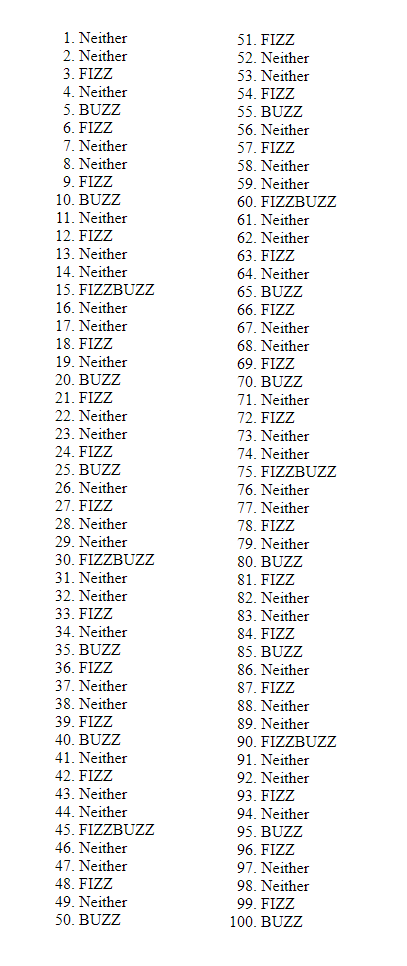 1. Neither
2. Neither
3. FIZZ
4. Neither
5. BUZZ
6. FIZZ
7. Neither
8. Neither
9. FIZZ
10. BUZZ
11. Neither
12. FIZZ
13. Neither
14. Neither
15. FIZZBUZZ
16. Neither
17. Neither
18. FIZZ
19. Neither
20. BUZZ
21. FIZZ
22. Neither
23. Neither
24. FIZZ
25. BUZZ
26. Neither
27. FIZZ
28. Neither
29. Neither
30. FIZZBUZZ
31. Neither
32. Neither
33. FIZZ
34. Neither
35. BUZZ
36. FIZZ
37. Neither
38. Neither
39. FIZZ
40. BUZZ
41. Neither
42. FIZZ
43. Neither
44. Neither
45. FIZZBUZZ
46. Neither
47. Neither
48. FIZZ
49. Neither
50. BUZZ
51. FIZZ
52. Neither
53. Neither
54. FIZZ
55. BUZZ
56. Neither
57. FIZZ
58. Neither
59. Neither
60. FIZZBUZZ
61. Neither
62. Neither
63. FIZZ
64. Neither
65. BUZZ
66. FIZZ
67. Neither
68. Neither
69. FIZZ
70. BUZZ
71. Neither
72. FIZZ
73. Neither
74. Neither
75. FIZZBUZZ
76. Neither
77. Neither
78. FIZZ
79. Neither
80. BUZZ
81. FIZZ
82. Neither
83. Neither
84. FIZZ
85. BUZZ
86. Neither
87. FIZZ
88. Neither
89. Neither
90. FIZZBUZZ
91. Neither
92. Neither
93. FIZZ
94. Neither
95. BUZZ
96. FIZZ
97. Neither
98. Neither
99. FIZZ
100. BUZZ